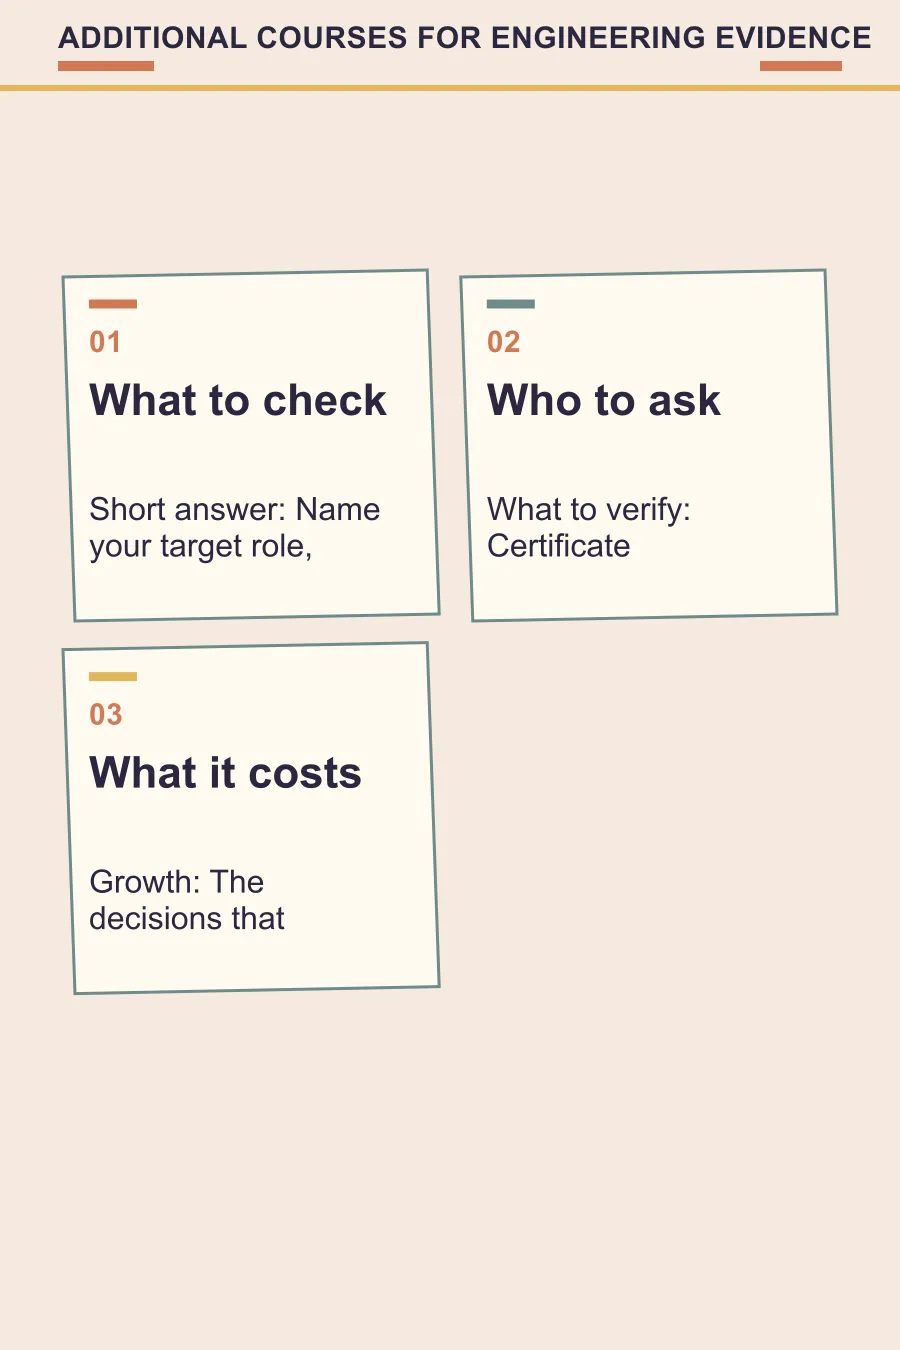 ADDITIONAL COURSES FOR ENGINEERING EVIDENCE
01
What to check
Short answer: Name
your target role,
02
Who to ask
What to verify:
Certificate
03
What it costs
Growth: The
decisions that